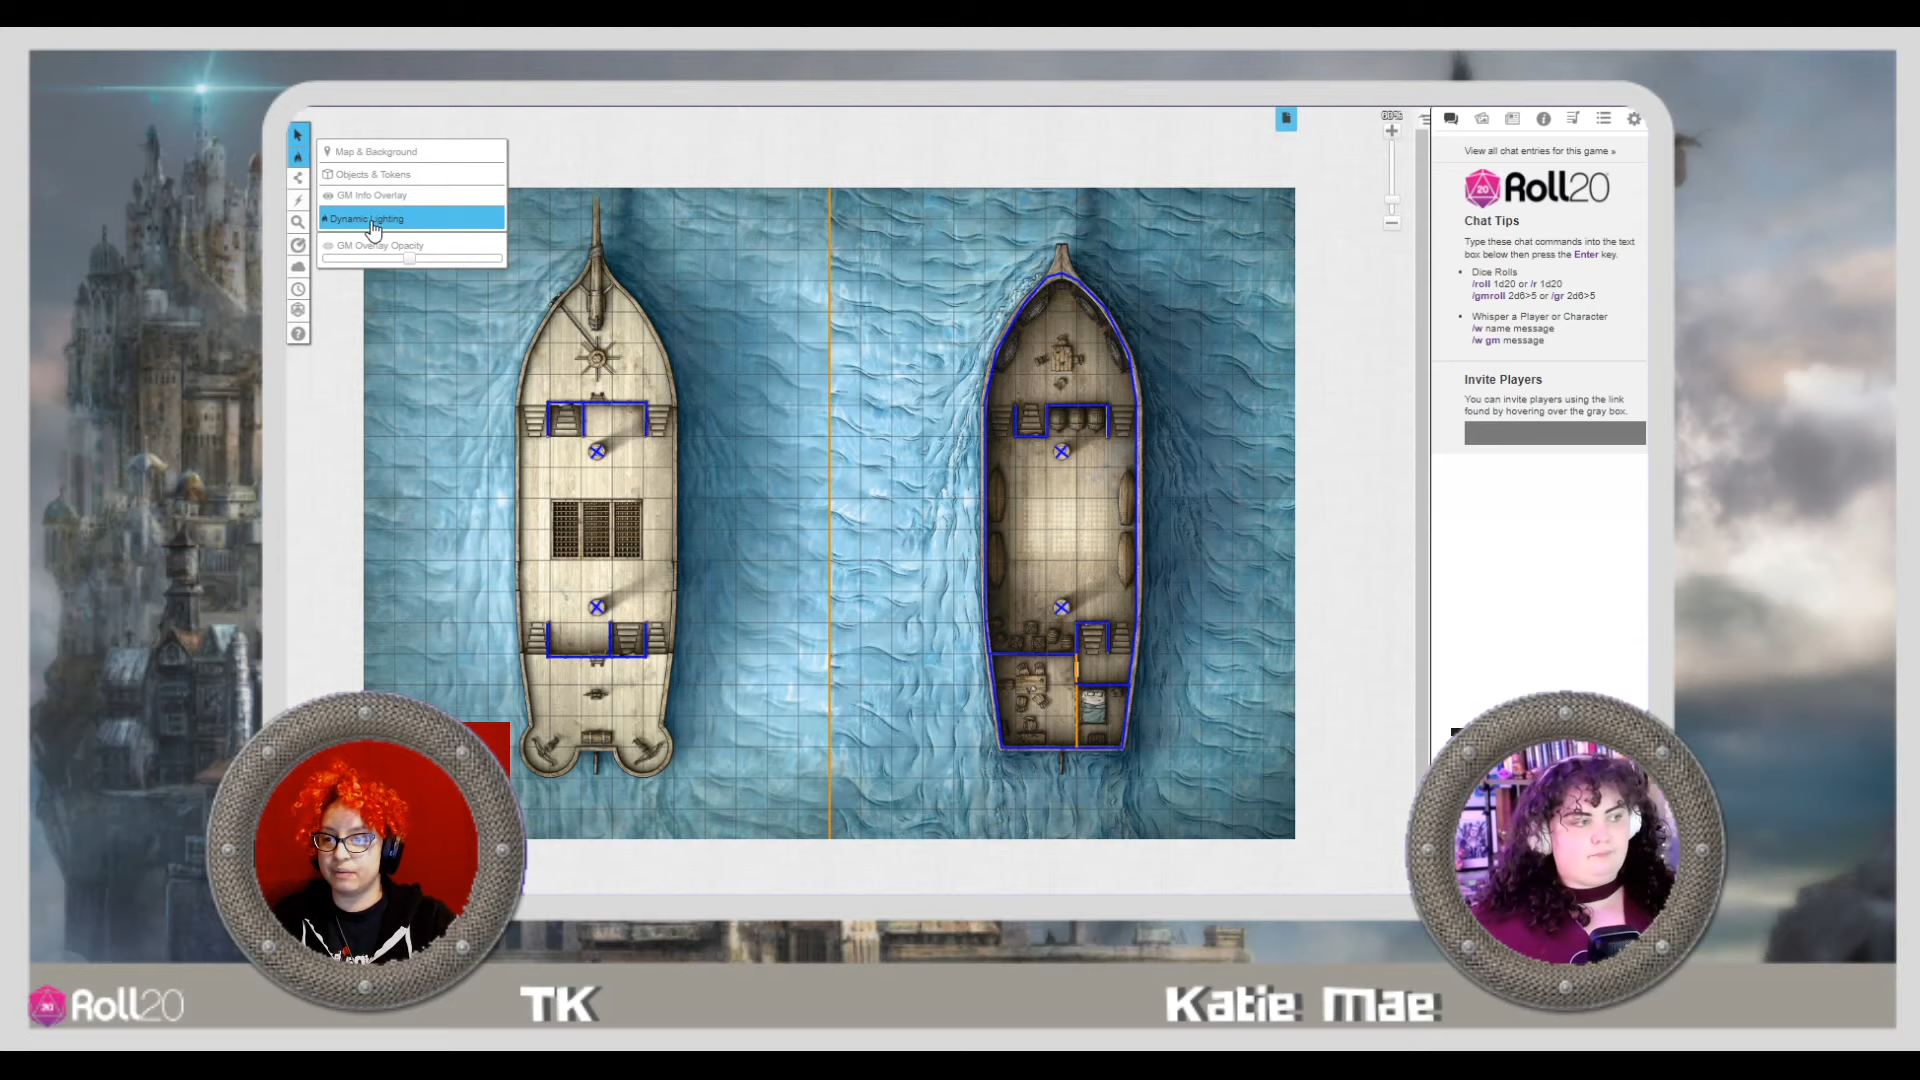 Map & Background
Objects & Tokens
GM Info Overlay
Dynamic Lighting
GM Overlay Opacity
60%
View all chat entries for this game »
20
Roll20
Chat Tips
Type these chat commands into the text
box below then press the Enter key.
Dice Rolls
/roll 1d20 or /r 1d20
/gmroll 2d6>5 or /gr 2d6>5
Whisper a Player or Character
/w name message
/w gm message
Invite Players
You can invite players using the link
found by hovering over the gray box.
20
Roll20
TK
Katie Mae